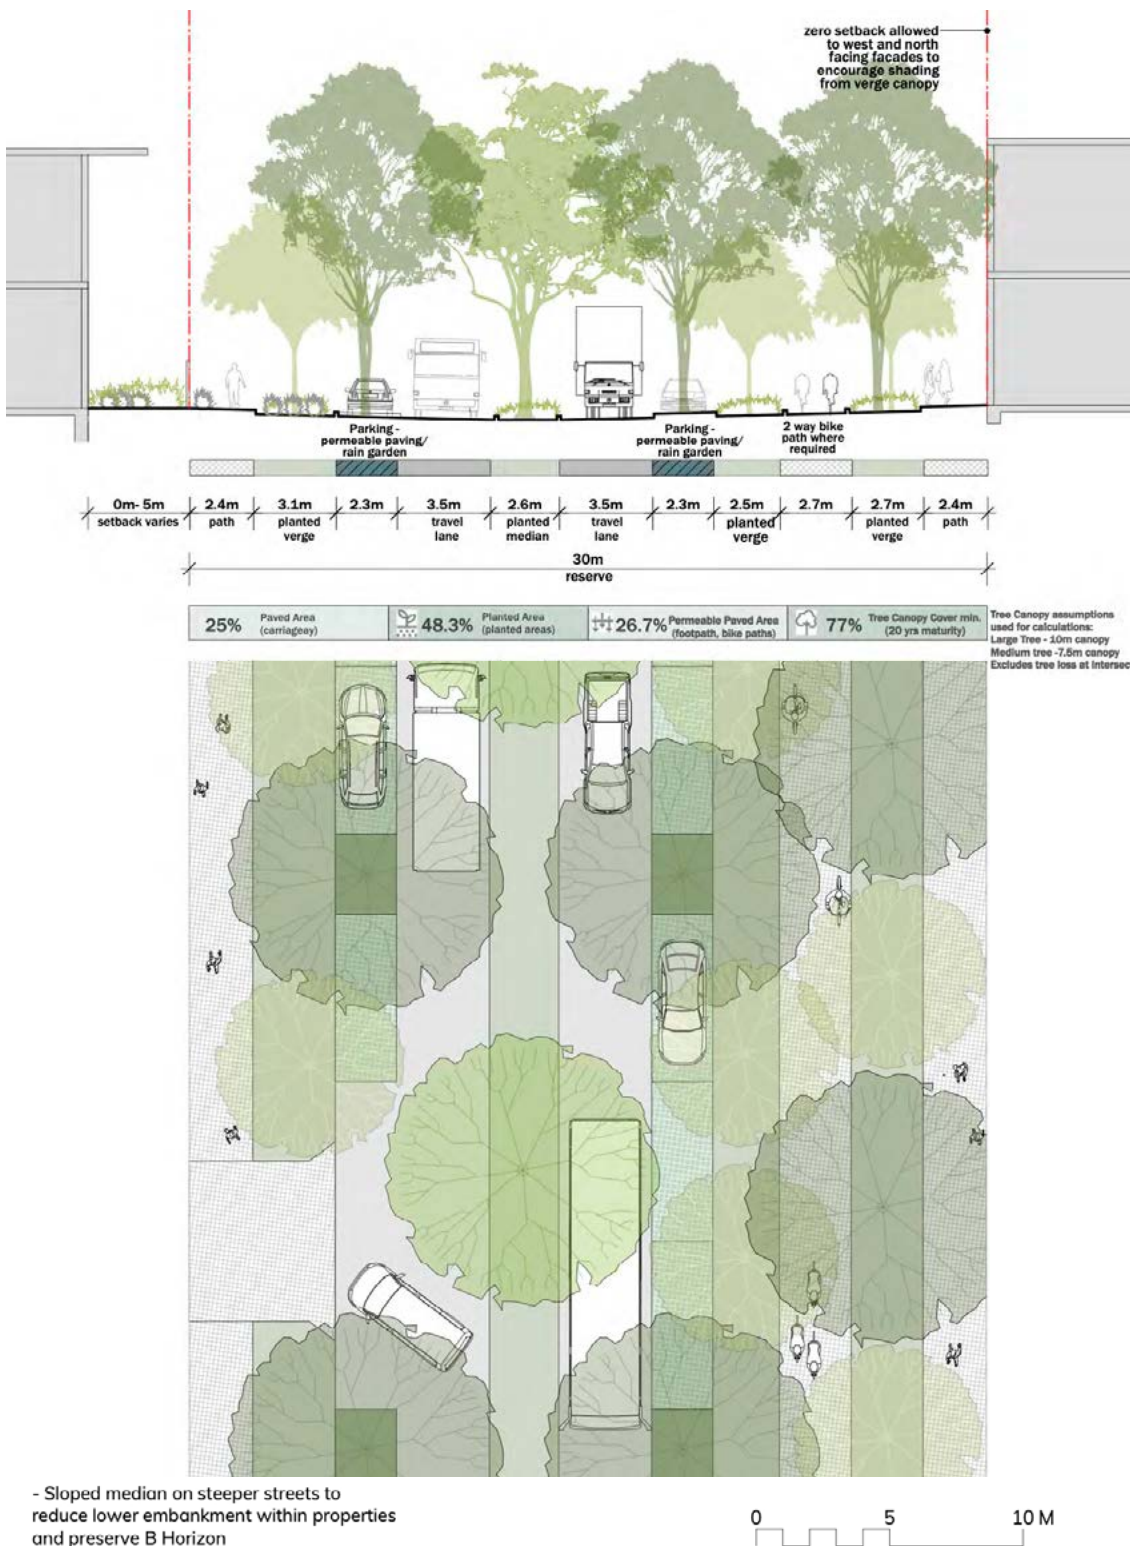 zero setback allowed
to west and north
facing facades to
encourage shading
from verge canopy
Parking -
permeable paving/
rain garden
Parking -
permeable paving/
rain garden
2 way bike
path where
required
0m- 5m
setback varies
2.4m
path
3.1m
planted
verge
2.3m
3.5m
travel
lane
2.6m
planted
median
3.5m
travel
lane
2.3m
2.5m
planted
verge
2.7m
2.7m
planted
verge
2.4m
path
30m
reserve
25% Paved Area
(carriageay)
48.3% Planted Area
(planted areas)
26.7% Permeable Paved Area
(footpath, bike paths)
77% Tree Canopy Cover min.
(20 yrs maturity)
Tree Canopy assumptions
used for calculations:
Large Tree - 10m canopy
Medium tree -7.5m canopy
Excludes tree loss at Intersec
- Sloped median on steeper streets to
reduce lower embankment within properties
and preserve B Horizon
0 5 10 M